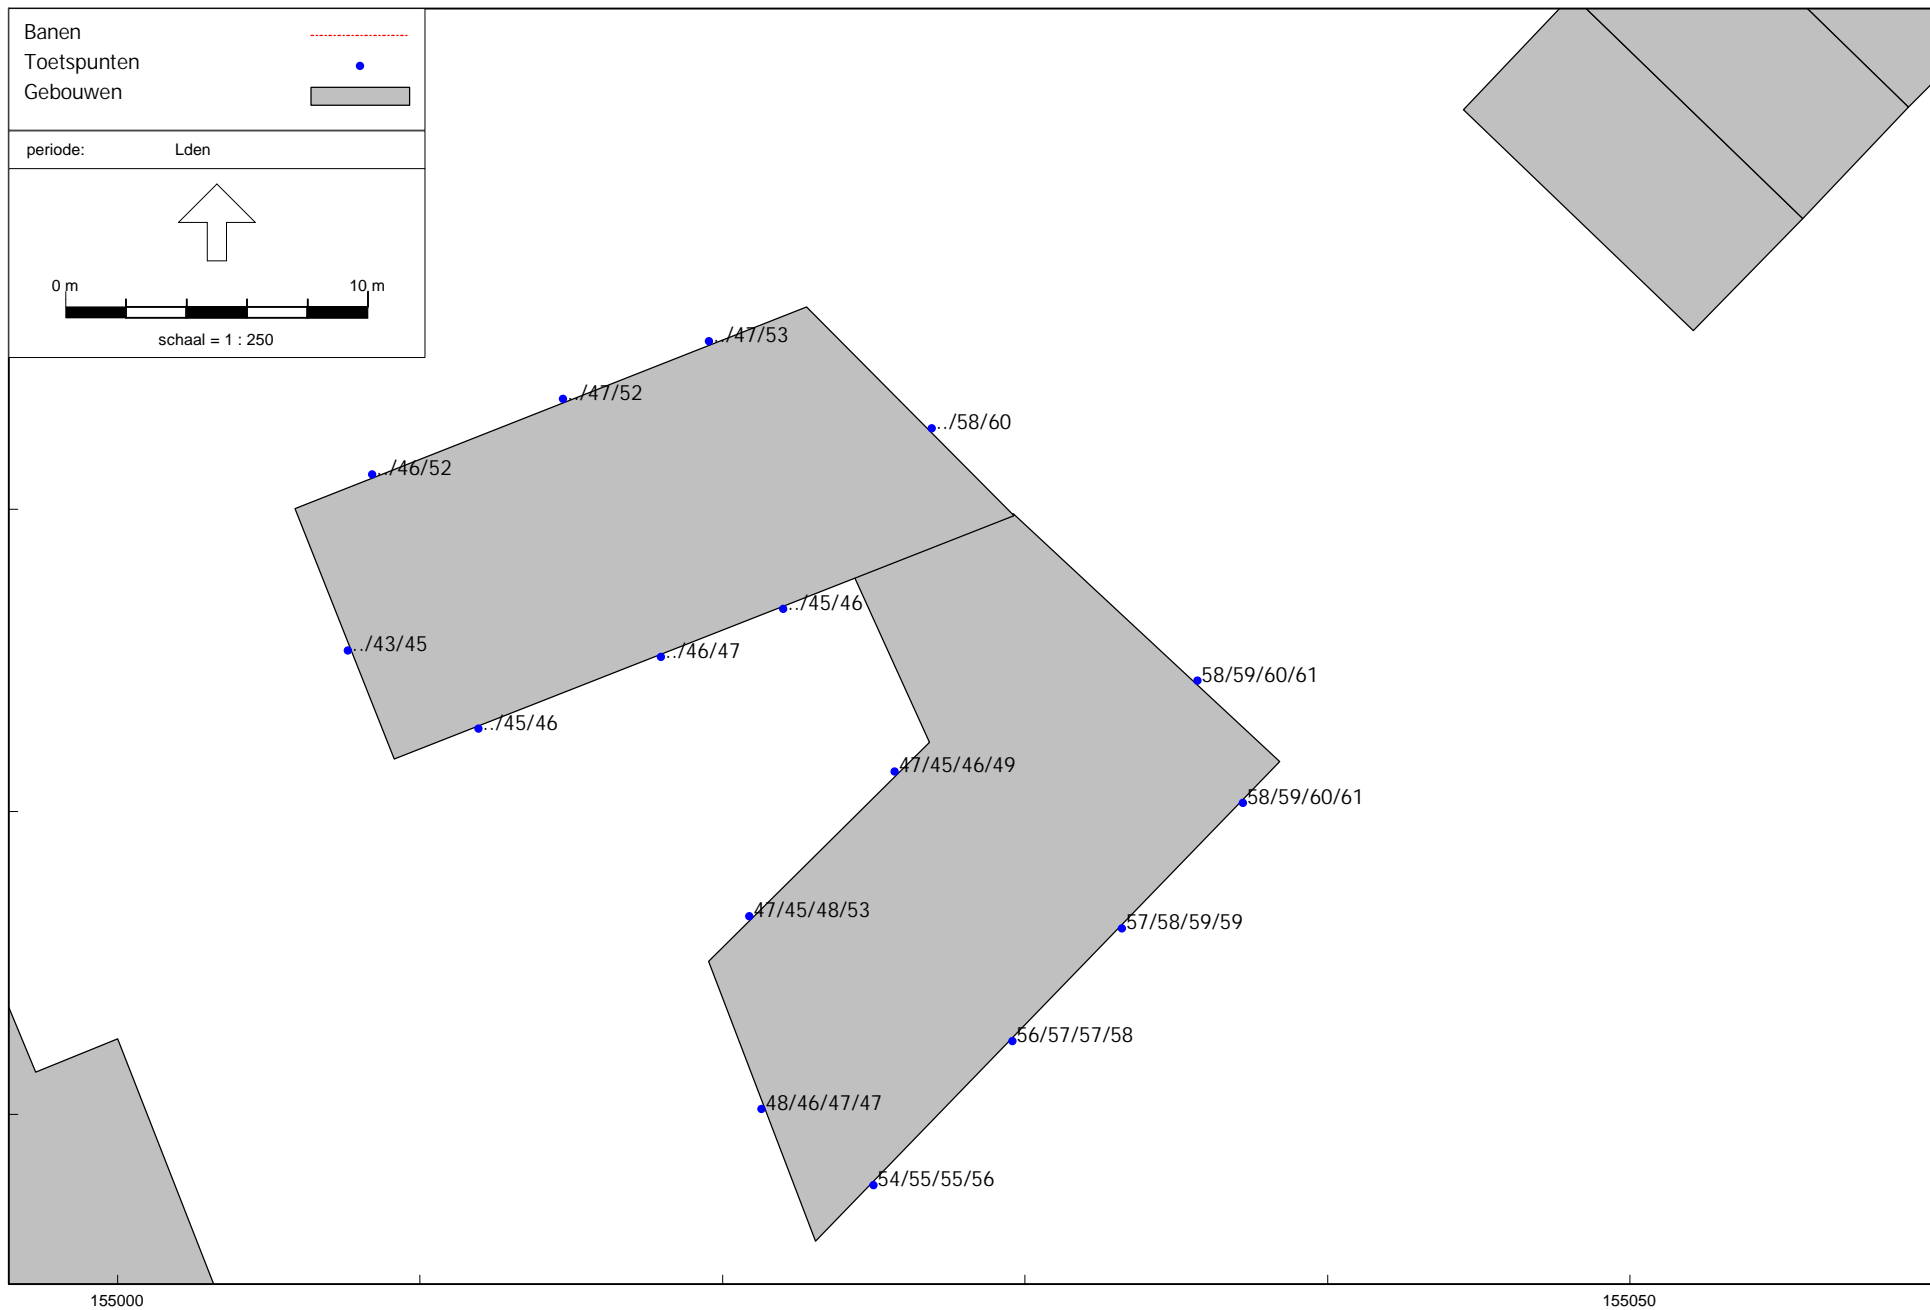 Banen
Toetspunten
Gebouwen
periode: Lden
0 m 10 m
schaal = 1 : 250
../47/53
../47/52
../58/60
../46/52
../45/46
../43/45
../46/47
58/59/60/61
../45/46
47/45/46/49
58/59/60/61
47/45/48/53
57/58/59/59
56/57/57/58
48/46/47/47
54/55/55/56
155000 155050